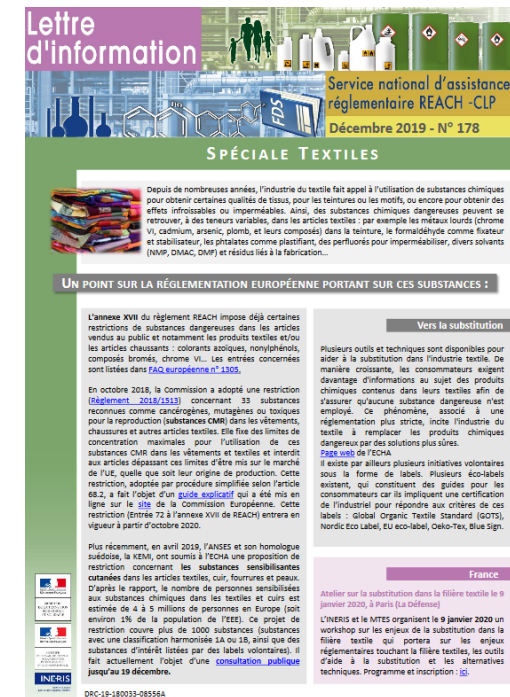 Lettre
d'information
EDS
Service national d'assistance
réglementaire REACH -CLP
Décembre 2019 - N° 178
SPÉCIALE TEXTILES
Depuis de nombreuses années, l'industrie du textile fait appel à l'utilisation de substances chimiques
pour obtenir certaines qualités de tissus, pour les teintures ou les motifs, ou encore pour obtenir des
effets infroissables ou imperméables. Ainsi, des substances chimiques dangereuses peuvent se
retrouver, à des teneurs variables, dans les articles textiles : par exemple les métaux lourds (chrome
VI, cadmium, arsenic, plomb, et leurs composés) dans la teinture, le formaldéhyde comme fixateur
et stabilisateur, les phtalates comme plastifiant, des perfluorés pour imperméabiliser, divers solvants
(NMP, DMAC, DMF) et résidus liés à la fabrication...
UN POINT SUR LA RÉGLEMENTATION EUROPÉENNE PORTANT SUR CES SUBSTANCES :
L'annexe XVII du règlement REACH impose déjà certaines
restrictions de substances dangereuses dans les articles
vendus au public et notamment les produits textiles et/ou
les articles chaussants : colorants azoïques, nonylphénols,
composés bromés, chrome VI... Les entrées concernées
sont listées dans FAQ européenne n° 1305.
En octobre 2018, la Commission a adopté une restriction
(Règlement 2018/1513) concernant 33 substances
reconnues comme cancérogènes, mutagènes ou toxiques
pour la reproduction (substances CMR) dans les vêtements,
chaussures et autres articles textiles. Elle fixe des limites de
concentration maximales pour l'utilisation de ces
substances CMR dans les vêtements et textiles et interdit
aux articles dépassant ces limites d'être mis sur le marché
de l'UE, quelle que soit leur origine de production. Cette
restriction, adoptée par procédure simplifiée selon l'article
68.2, a fait l'objet d'un guide explicatif qui a été mis en
ligne sur le site de la Commission Européenne. Cette
restriction (Entrée 72 à l'annexe XVII de REACH) entrera en
vigueur à partir d'octobre 2020.
Plus récemment, en avril 2019, l'ANSES et son homologue
suédoise, la KEMI, ont soumis à l'ECHA une proposition de
restriction concernant les substances sensibilisantes
cutanées dans les articles textiles, cuir, fourrures et peaux.
D'après le rapport, le nombre de personnes sensibilisées
aux substances chimiques dans les textiles et cuirs est
estimée de 4 à 5 millions de personnes en Europe (soit
environ 1% de la population de l'EEE). Ce projet de
restriction couvre plus de 1000 substances (substances
avec une classification harmonisée 1A ou 1B, ainsi que des
substances d'intérêt listées par des labels volontaires). Il
fait actuellement l'objet d'une consultation publique
jusqu'au 19 décembre.
Vers la substitution
Plusieurs outils et techniques sont disponibles pour
aider à la substitution dans l'industrie textile. De
manière croissante, les consommateurs exigent
davantage d'informations au sujet des produits
chimiques contenus dans leurs textiles afin de
s'assurer qu'aucune substance dangereuse n'est
employé. Ce phénomène, associé à une
réglementation plus stricte, incite l'industrie du
textile à remplacer les produits chimiques
dangereux par des solutions plus sûres.
Page web de l'ECHA
Il existe par ailleurs plusieurs initiatives volontaires
sous la forme de labels. Plusieurs éco-labels
existent, qui constituent des guides pour les
consommateurs car ils impliquent une certification
de l'industriel pour répondre aux critères de ces
labels : Global Organic Textile Standard (GOTS),
Nordic Eco Label, EU eco-label, Oeko-Tex, Blue Sign.
France
Atelier sur la substitution dans la filière textile le 9
janvier 2020, à Paris (La Défense)
L'INERIS et le MTES organisent le 9 janvier 2020 un
workshop sur les enjeux de la substitution dans la
filière textile qui portera sur les enjeux
réglementaires touchant la filière textiles, les outils
d'aide à la substitution et les alternatives
techniques. Programme et inscription : ici.
INERIS
DRC-19-180033-08556A